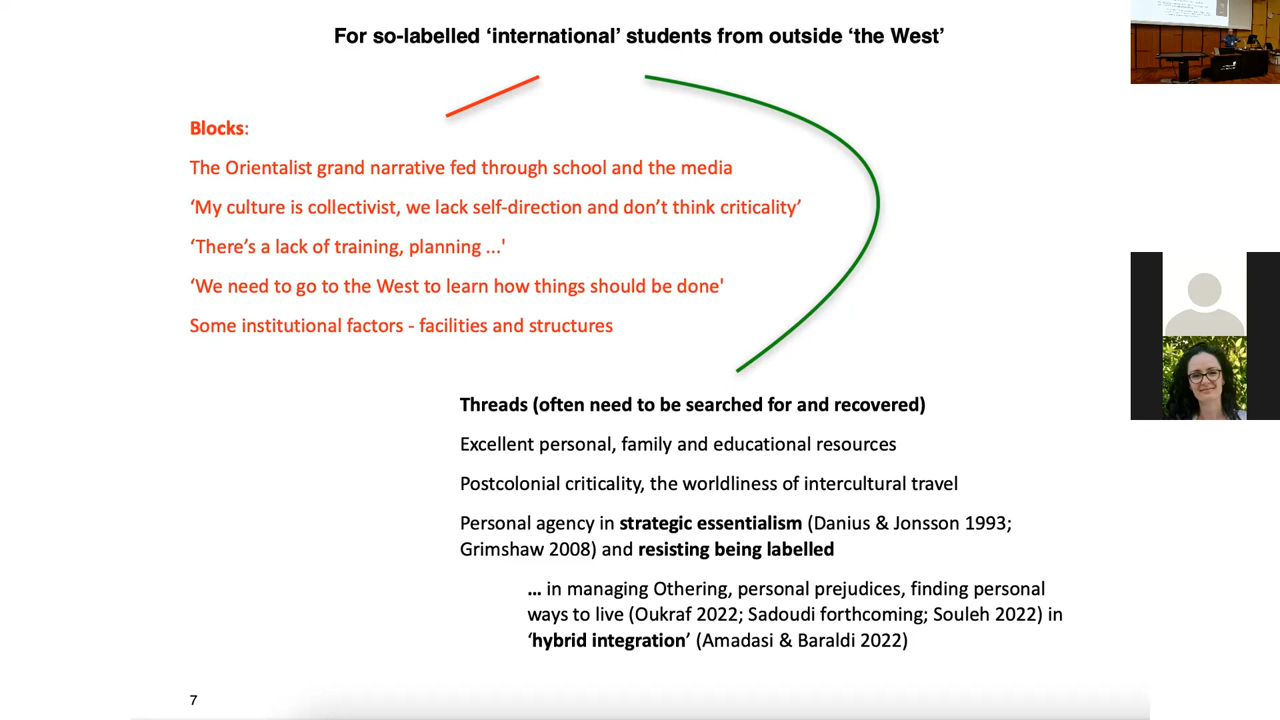 For so-labelled ‘international’ students from outside ‘the West’
Blocks:
The Orientalist grand narrative fed through school and the media
‘My culture is collectivist, we lack self-direction and don’t think criticality’
‘There’s a lack of training, planning ...'
‘We need to go to the West to learn how things should be done'
Some institutional factors - facilities and structures
Threads (often need to be searched for and recovered)
Excellent personal, family and educational resources
Postcolonial criticality, the worldliness of intercultural travel
Personal agency in strategic essentialism (Danius & Jonsson 1993;
Grimshaw 2008) and resisting being labelled
… in managing Othering, personal prejudices, finding personal
ways to live (Oukraf 2022; Sadoudi forthcoming; Souleh 2022) in
‘hybrid integration’ (Amadasi & Baraldi 2022)
7